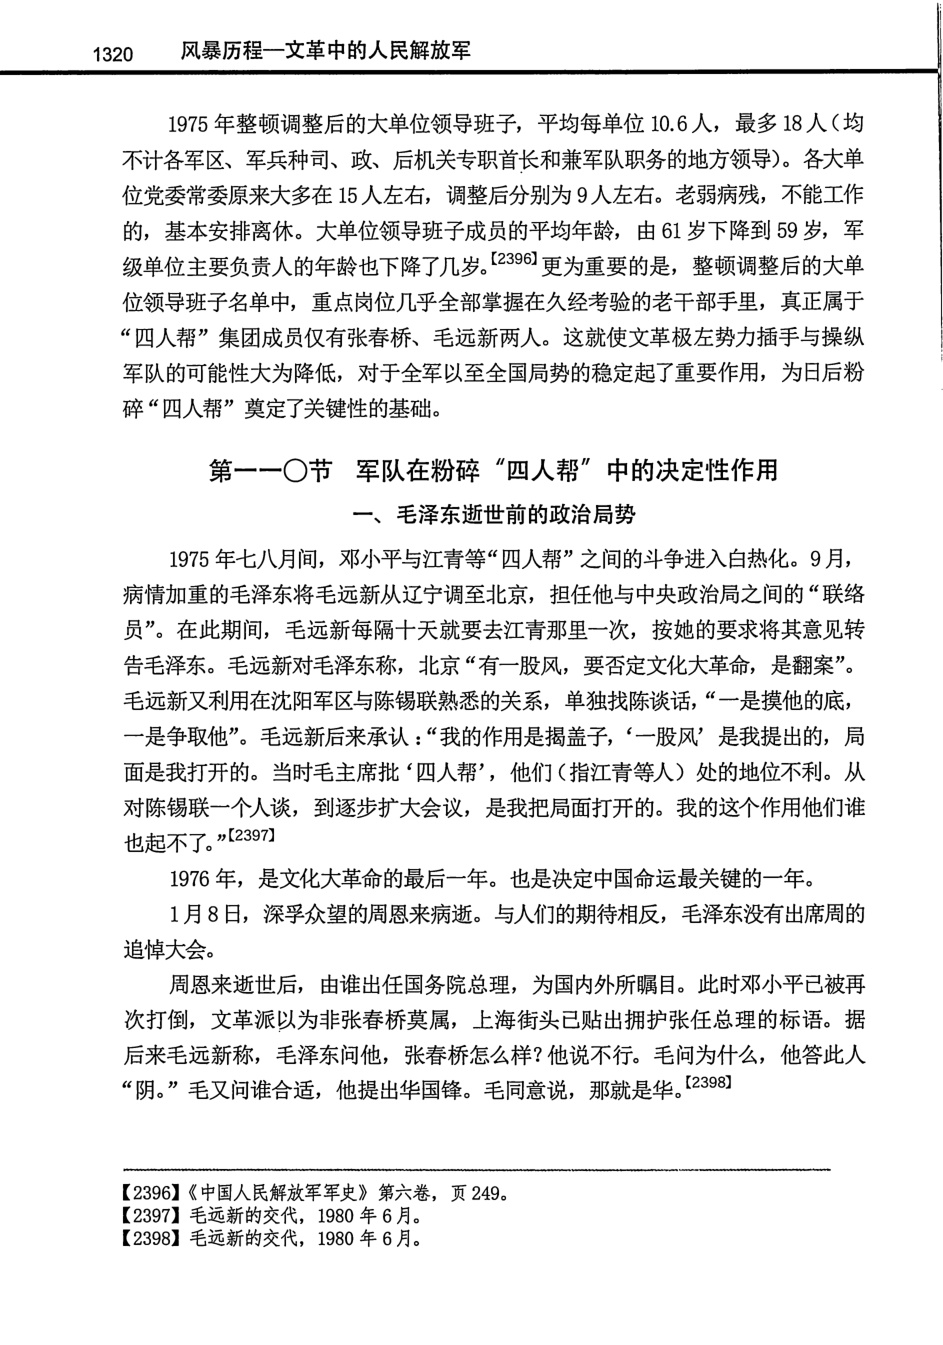 1320 风暴历程—文革中的人民解放军
1975 年整顿调整后的大单位领导班子，平均每单位 10.6 人，最多 18 人（均
不计各军区、军兵种司、政、后机关专职首长和兼军队职务的地方领导）。各大单
位党委常委原来大多在 15 人左右，调整后分别为 9 人左右。老弱病残，不能工作
的，基本安排离休。大单位领导班子成员的平均年龄，由 61 岁下降到 59 岁，军
级单位主要负责人的年龄也下降了几岁。【2396】更为重要的是，整顿调整后的大单
位领导班子名单中，重点岗位几乎全部掌握在久经考验的老干部手里，真正属于
“四人帮”集团成员仅有张春桥、毛远新两人。这就使文革极左势力插手与操纵
军队的可能性大为降低，对于全军以至全国局势的稳定起了重要作用，为日后粉
碎“四人帮”奠定了关键性的基础。
第一一〇节 军队在粉碎“四人帮”中的决定性作用
一、毛泽东逝世前的政治局势
1975 年七八月间，邓小平与江青等“四人帮”之间的斗争进入白热化。9 月，
病情加重的毛泽东将毛远新从辽宁调至北京，担任他与中央政治局之间的“联络
员”。在此期间，毛远新每隔十天就要去江青那里一次，按她的要求将其意见转
告毛泽东。毛远新对毛泽东称，北京“有一股风，要否定文化大革命，是翻案”。
毛远新又利用在沈阳军区与陈锡联熟悉的关系，单独找陈谈话，“一是摸他的底，
一是争取他”。毛远新后来承认：“我的作用是揭盖子，‘一股风’是我提出的，局
面是我打开的。当时毛主席批‘四人帮’，他们（指江青等人）处的地位不利。从
对陈锡联一个人谈，到逐步扩大会议，是我把局面打开的。我的这个作用他们谁
也起不了。”【2397】
1976 年，是文化大革命的最后一年。也是决定中国命运最关键的一年。
1 月 8 日，深孚众望的周恩来病逝。与人们的期待相反，毛泽东没有出席周的
追悼大会。
周恩来逝世后，由谁出任国务院总理，为国内外所瞩目。此时邓小平已被再
次打倒，文革派以为非张春桥莫属，上海街头已贴出拥护张任总理的标语。据
后来毛远新称，毛泽东问他，张春桥怎么样？他说不行。毛问为什么，他答此人
“阴。”毛又问谁合适，他提出华国锋。毛同意说，那就是华。【2398】
【2396】《中国人民解放军军史》第六卷，页 249。
【2397】毛远新的交代，1980 年 6 月。
【2398】毛远新的交代，1980 年 6 月。